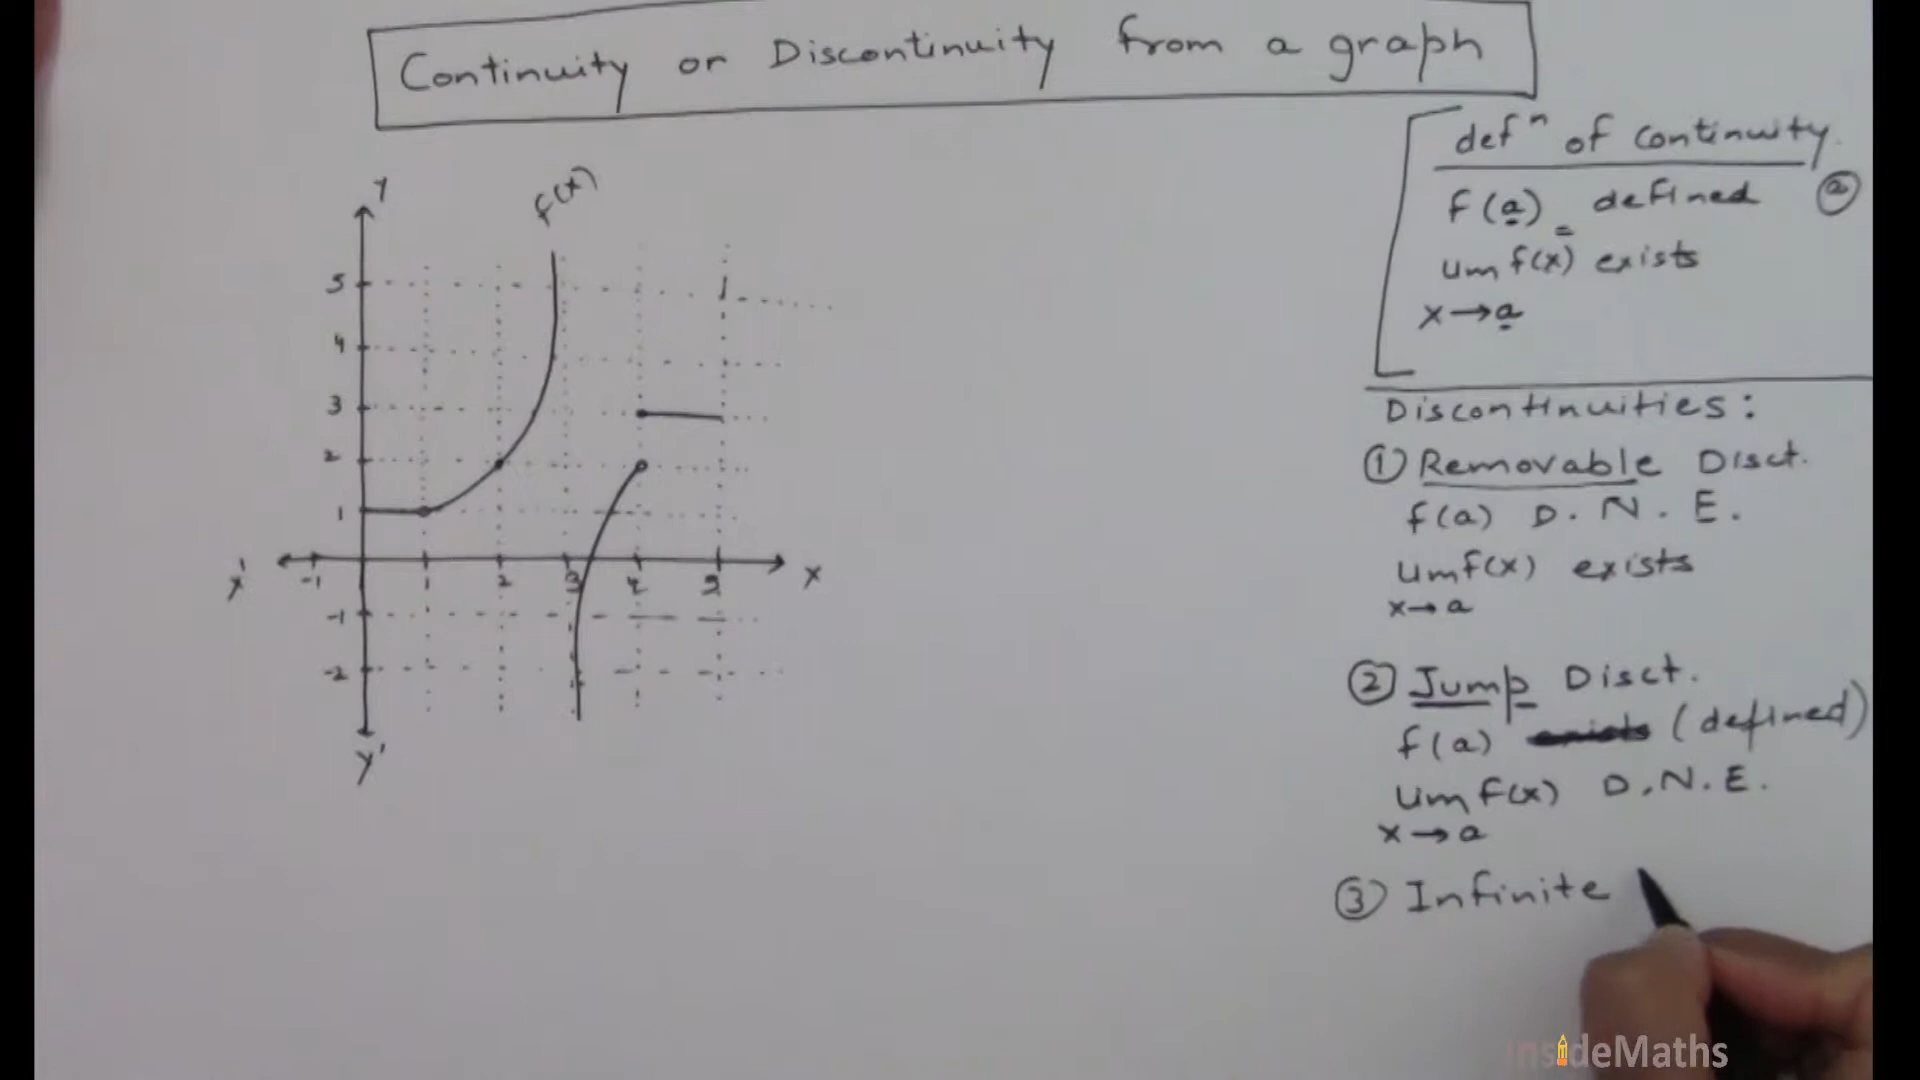 Continuity or Discontinuity from a graph
defⁿ of continuity.
f(a) defined ⓐ
lim f(x) exists
x→a
Discontinuities:
① Removable Disct.
f(a) D.N.E.
lim f(x) exists
x→a
② Jump Disct.
f(a) (defined)
lim f(x) D.N.E.
x→a
③ Infinite
Y
f(x)
5
4
3
2
1
X' -1 1 2 3 4 5 X
-1
-2
Y'
insideMaths